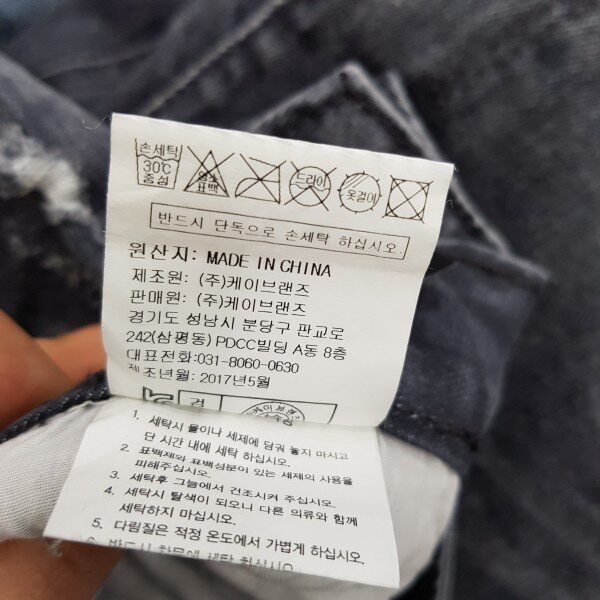 손세탁
30℃
중성
염소
표백
드라이
옷걸이
반드시 단독으로 손세탁 하십시오.
원산지: MADE IN CHINA
제조원: (주)케이브랜즈
판매원: (주)케이브랜즈
경기도 성남시 분당구 판교로
242(삼평동) PDCC빌딩 A동 8층
대표전화:031-8060-0630
제조년월: 2017년5월
검
1. 세탁시 물이나 세제에 담궈 놓지 마시고
단 시간 내에 세탁 하십시오.
2. 표백제와 표백성분이 있는 세제의 사용을
피해주십시오.
3. 세탁후 그늘에서 건조시켜 주십시오.
4. 세탁시 탈색이 되오니 다른 의류와 함께
세탁하지 마십시오.
5. 다림질은 적정 온도에서 가볍게 하십시오.
6. 반드시 세탁 하십시오.